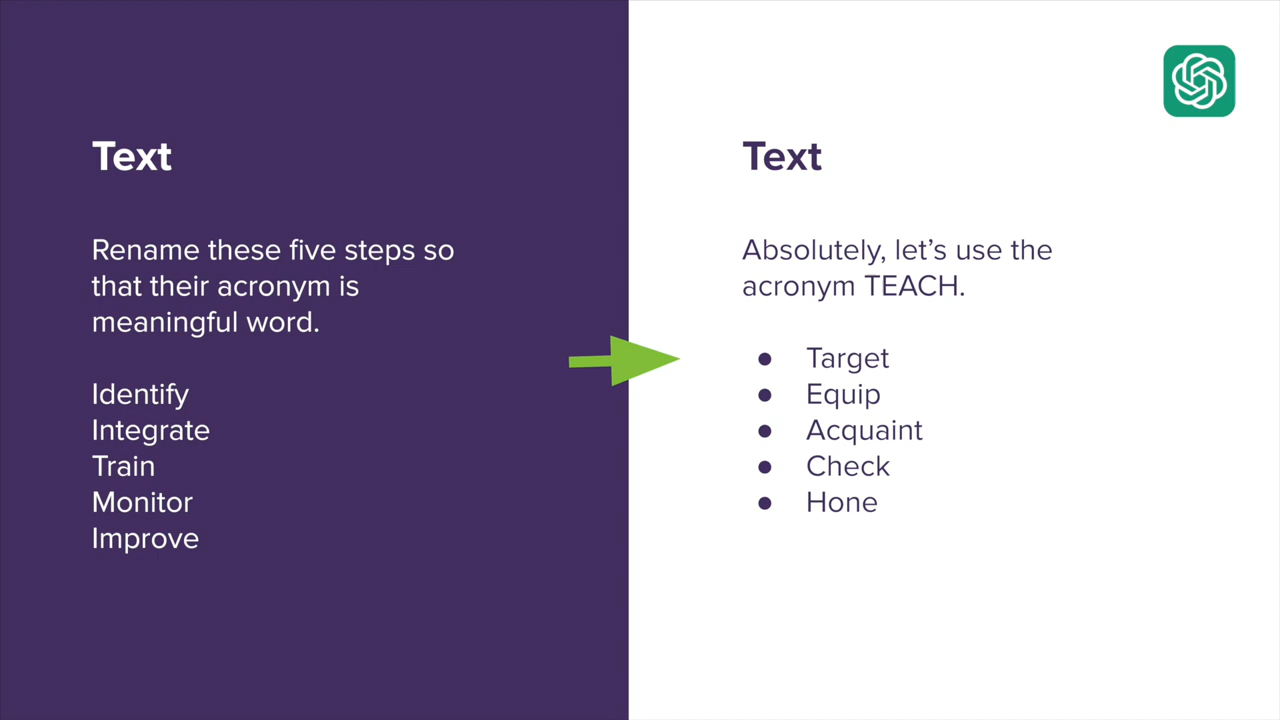 Text
Rename these five steps so
that their acronym is
meaningful word.
Identify
Integrate
Train
Monitor
Improve
Text
Absolutely, let’s use the
acronym TEACH.
● Target
● Equip
● Acquaint
● Check
● Hone